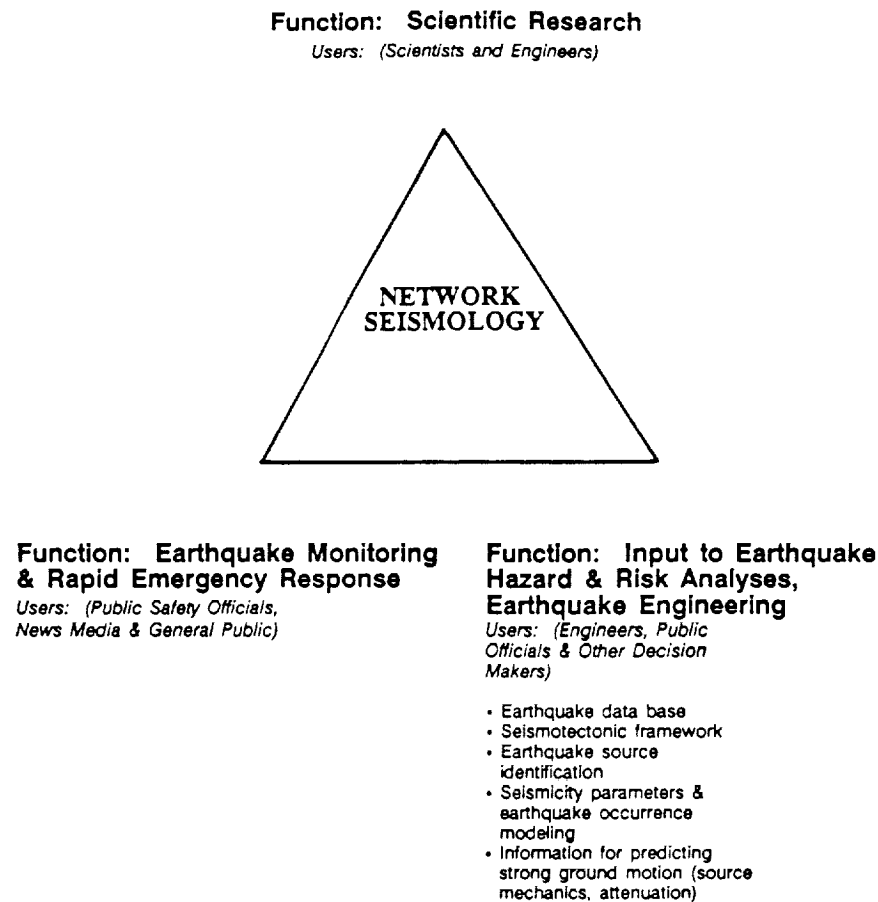 Function: Scientific Research
Users: (Scientists and Engineers)
NETWORK
SEISMOLOGY
Function: Earthquake Monitoring
& Rapid Emergency Response
Users: (Public Safety Officials,
News Media & General Public)
Function: Input to Earthquake
Hazard & Risk Analyses,
Earthquake Engineering
Users: (Engineers, Public
Officials & Other Decision
Makers)
• Earthquake data base
• Seismotectonic framework
• Earthquake source
identification
• Seismicity parameters &
earthquake occurrence
modeling
• Information for predicting
strong ground motion (source
mechanics, attenuation)